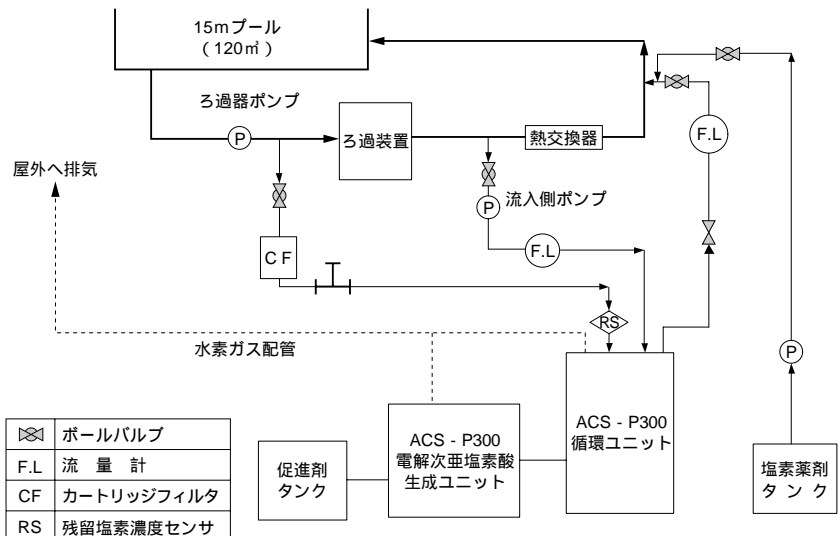 15mプール
（120㎥）
ろ過器ポンプ
P
ろ過装置
熱交換器
F.L
屋外へ排気
P
流入側ポンプ
CF
F.L
RS
水素ガス配管
P
ACS - P300
循環ユニット
ACS - P300
電解次亜塩素酸
生成ユニット
促進剤
タンク
塩素薬剤
タンク
ボールバルブ
F.L 流量計
CF カートリッジフィルタ
RS 残留塩素濃度センサ